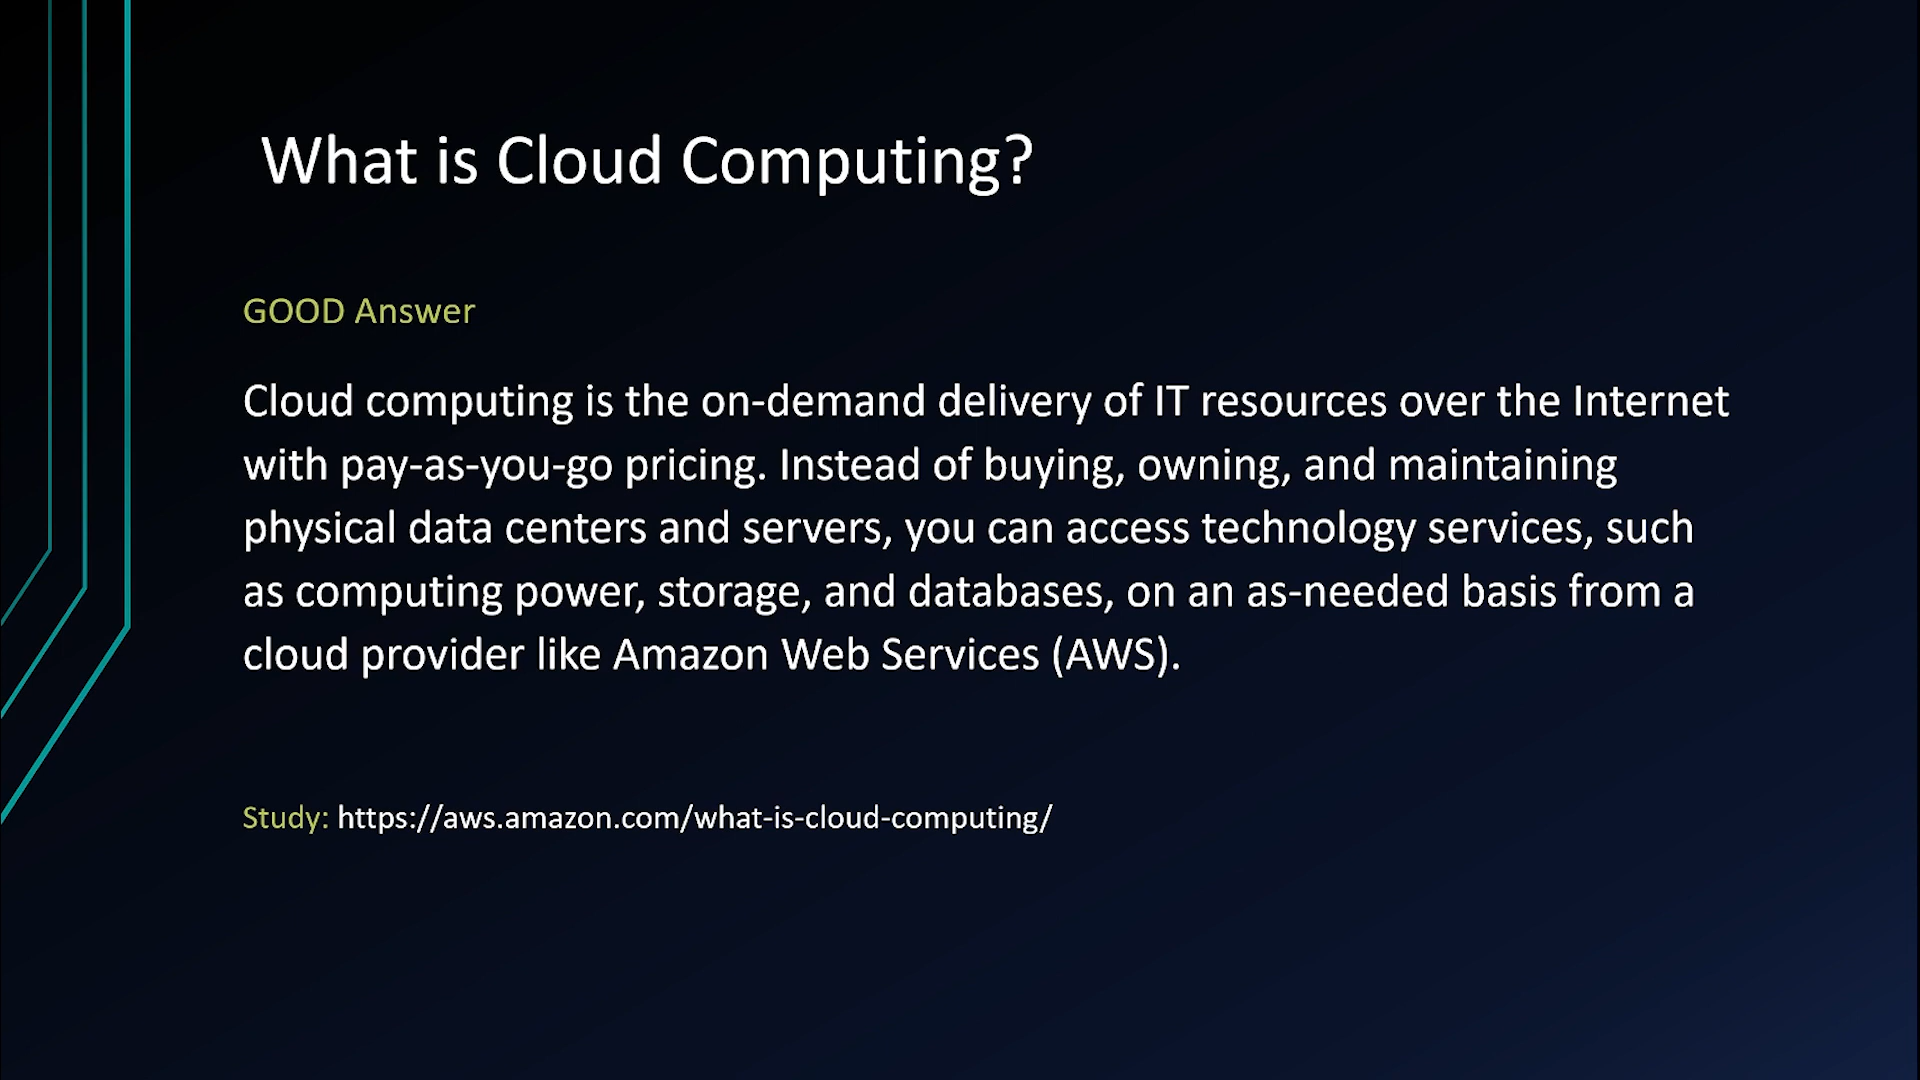 What is Cloud Computing?
GOOD Answer
Cloud computing is the on-demand delivery of IT resources over the Internet
with pay-as-you-go pricing. Instead of buying, owning, and maintaining
physical data centers and servers, you can access technology services, such
as computing power, storage, and databases, on an as-needed basis from a
cloud provider like Amazon Web Services (AWS).
Study: https://aws.amazon.com/what-is-cloud-computing/